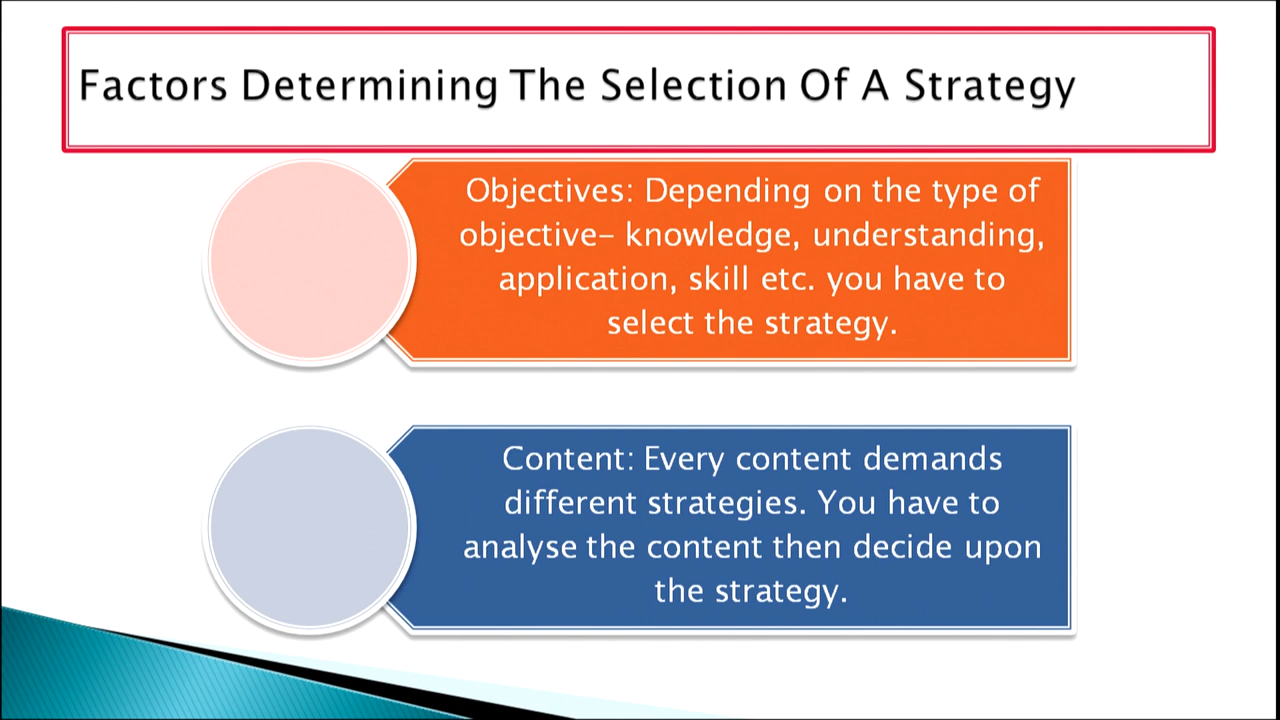 Factors Determining The Selection Of A Strategy
Objectives: Depending on the type of
objective– knowledge, understanding,
application, skill etc. you have to
select the strategy.
Content: Every content demands
different strategies. You have to
analyse the content then decide upon
the strategy.